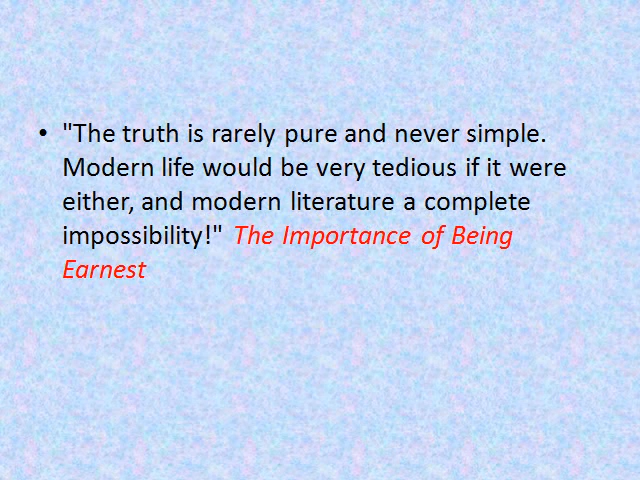 • "The truth is rarely pure and never simple.
Modern life would be very tedious if it were
either, and modern literature a complete
impossibility!" The Importance of Being
Earnest